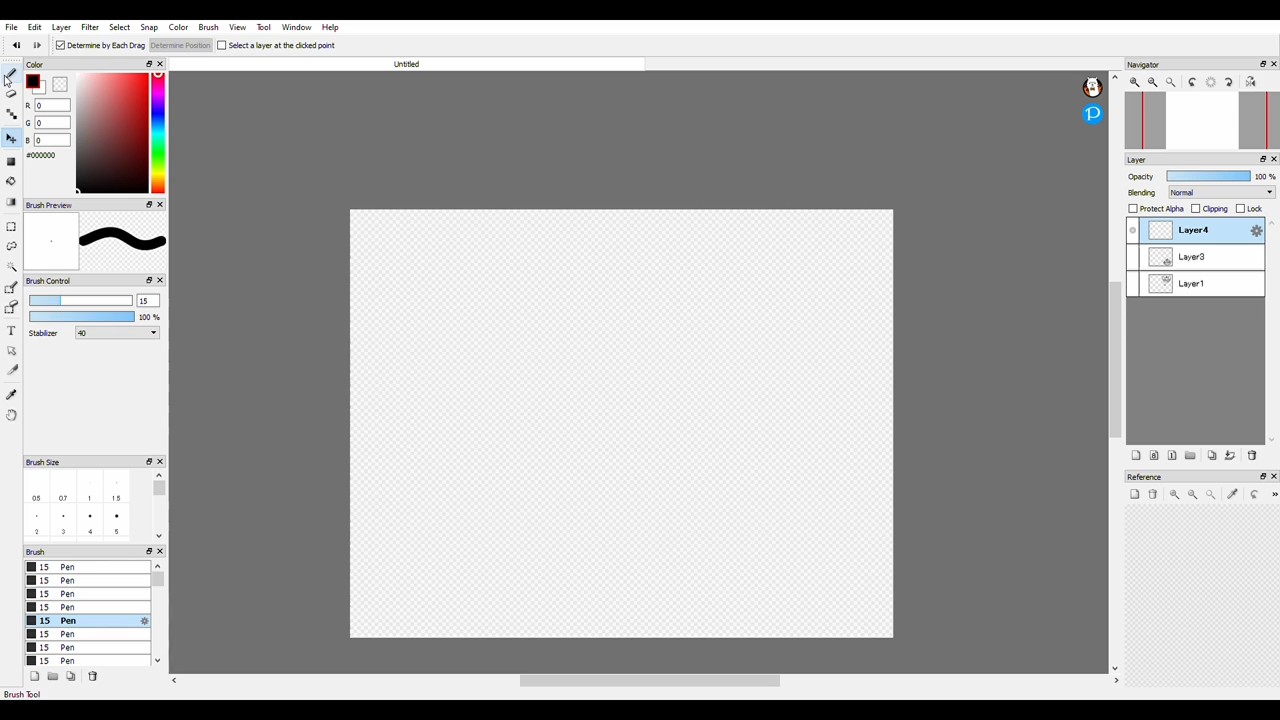 File Edit Layer Filter Select Snap Color Brush View Tool Window Help
Determine by Each Drag Determine Position Select a layer at the clicked point
Color
Untitled
Navigator
R 0
G 0
B 0
#000000
Brush Preview
Layer
Opacity 100 %
Blending Normal
Protect Alpha Clipping Lock
Layer4
Layer3
Layer1
Brush Control
15
100 %
Stabilizer 40
Brush Size
0.5 0.7 1 1.5
2 3 4 5
Reference
»
Brush
15 Pen
15 Pen
15 Pen
15 Pen
15 Pen
15 Pen
15 Pen
15 Pen
Brush Tool